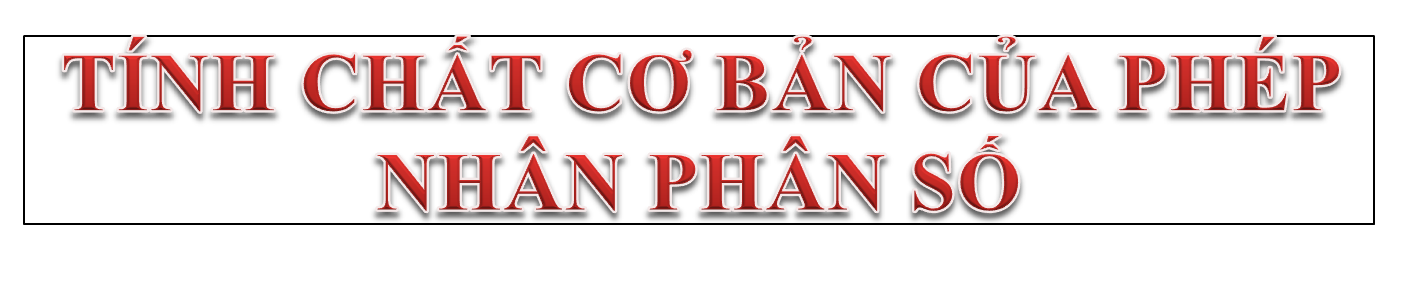 TÍNH CHẤT CƠ BẢN CỦA PHÉP
NHÂN PHÂN SỐ